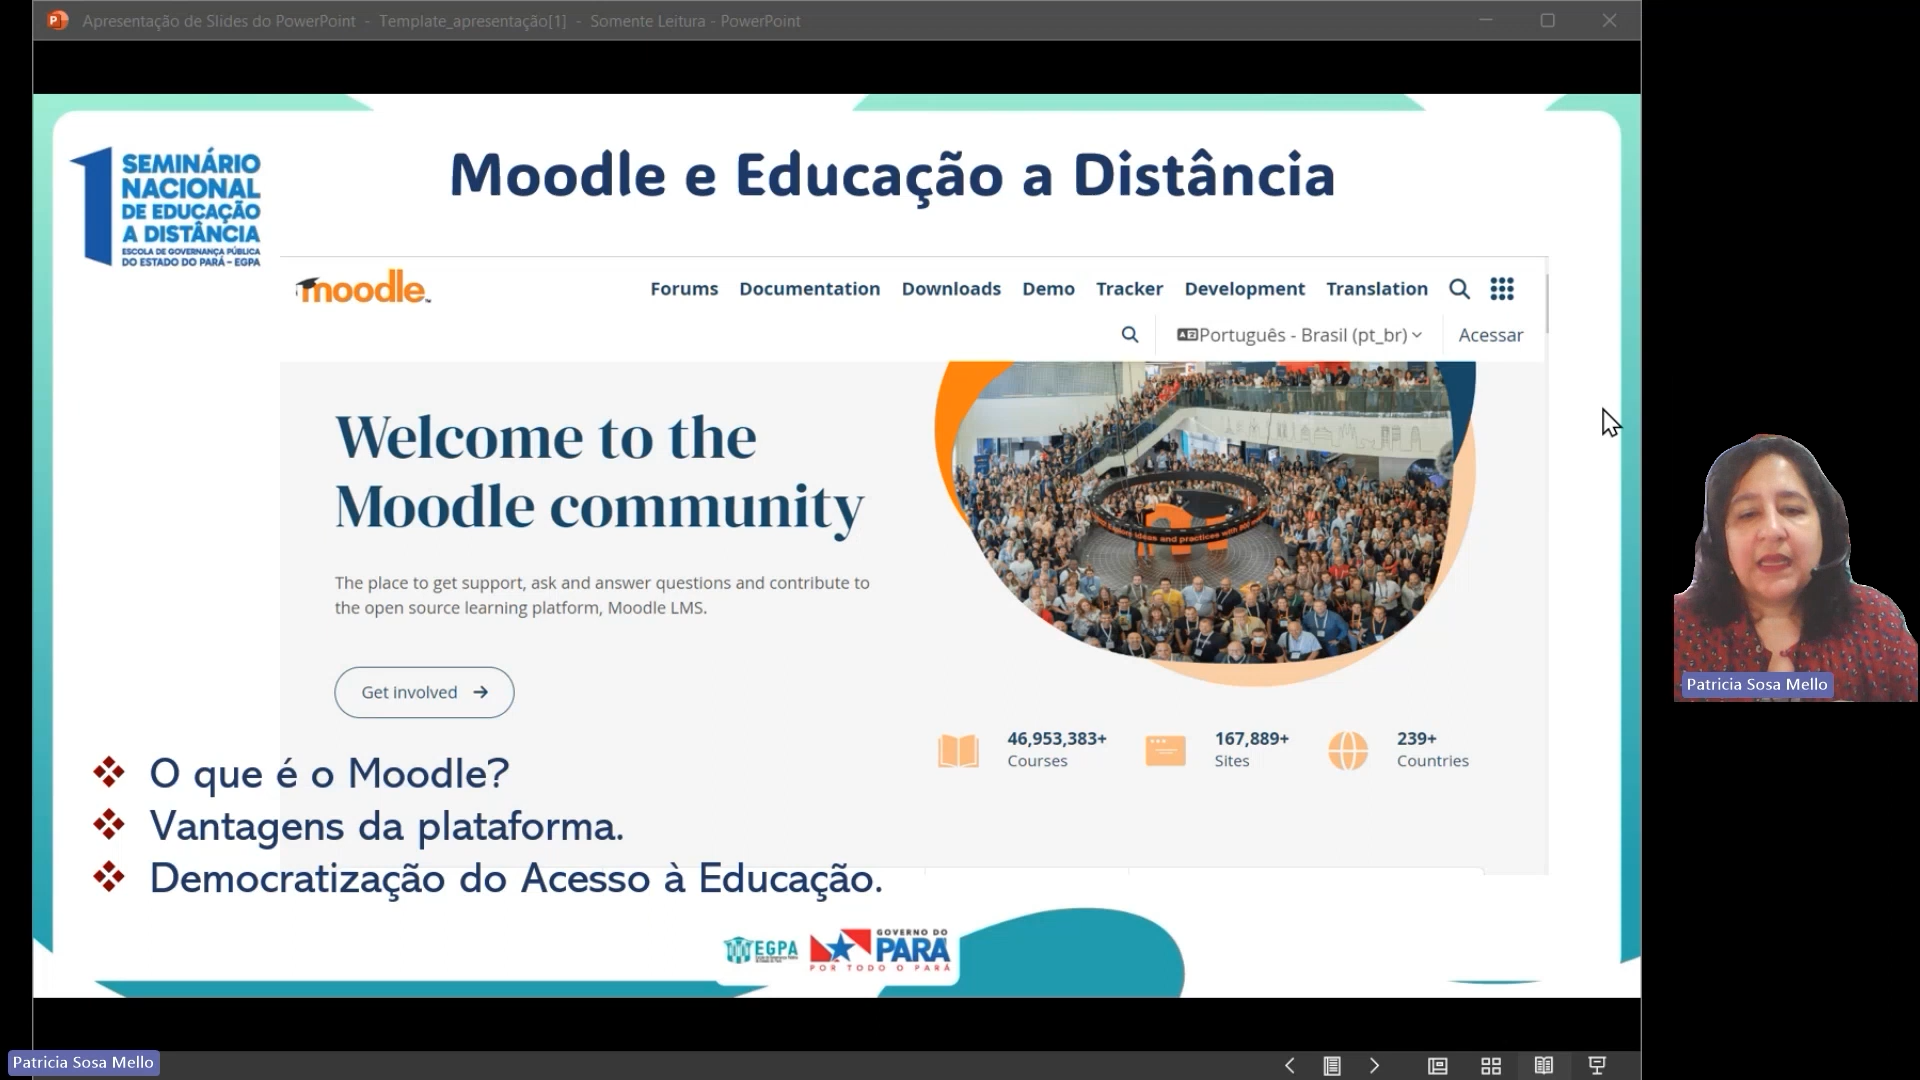 Apresentação de Slides do PowerPoint - Template_apresentação[1] - Somente Leitura - PowerPoint
1 SEMINÁRIO
NACIONAL
DE EDUCAÇÃO
A DISTÂNCIA
ESCOLA DE GOVERNANÇA PÚBLICA
DO ESTADO DO PARÁ - EGPA
Moodle e Educação a Distância
moodle
Forums Documentation Downloads Demo Tracker Development Translation
Português - Brasil (pt_br) Acessar
Welcome to the
Moodle community
The place to get support, ask and answer questions and contribute to
the open source learning platform, Moodle LMS.
Get involved →
46,953,383+ 167,889+ 239+
Courses Sites Countries
❖ O que é o Moodle?
❖ Vantagens da plataforma.
❖ Democratização do Acesso à Educação.
EGPA
GOVERNO DO
PARÁ
POR TODO O PARÁ
Patricia Sosa Mello
Patricia Sosa Mello